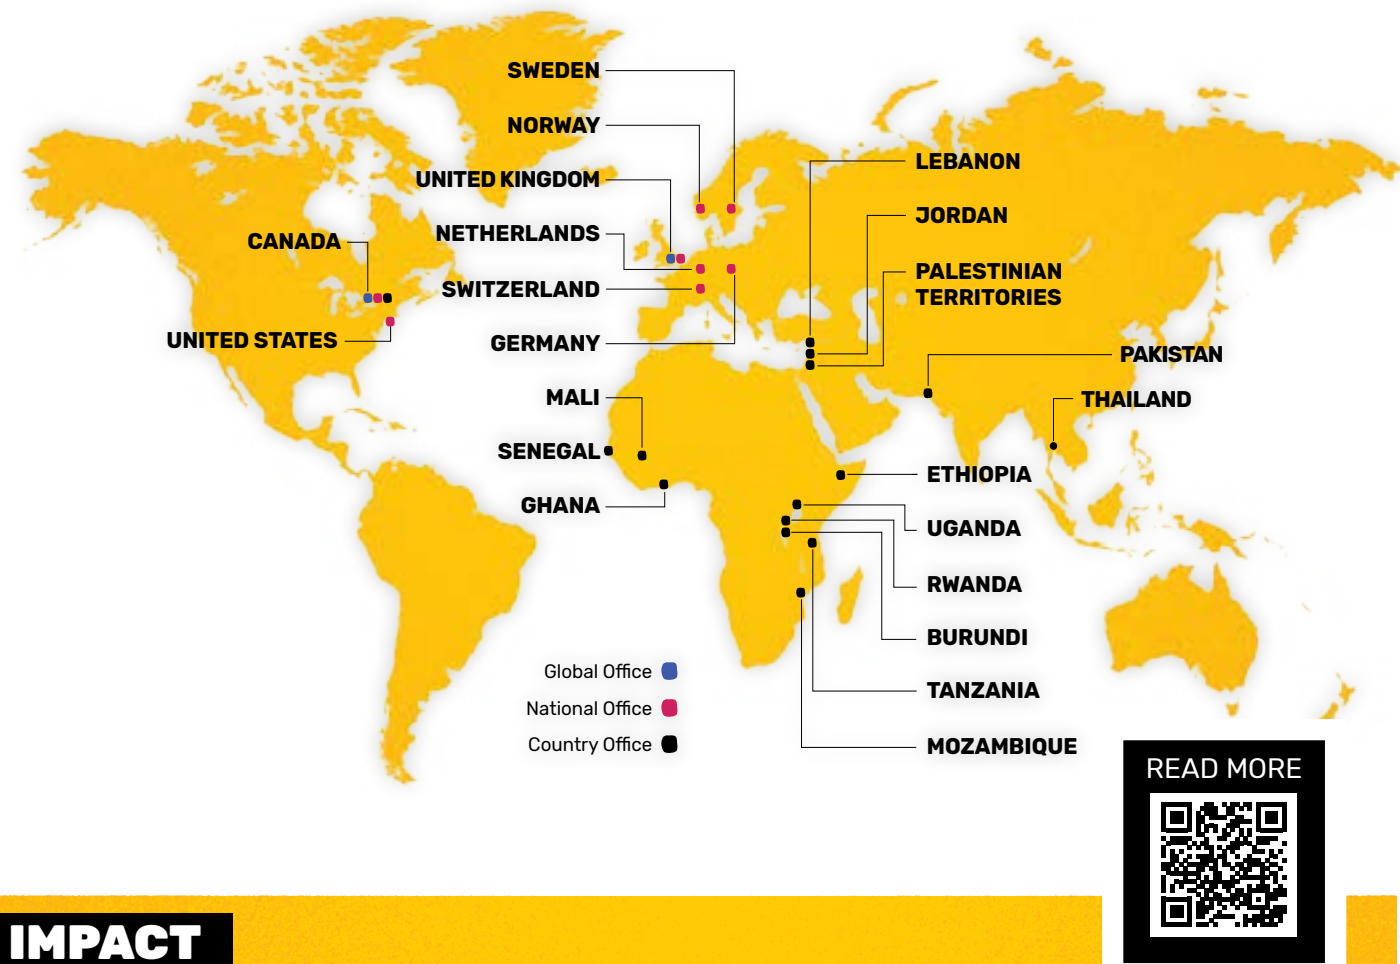 SWEDEN
NORWAY
UNITED KINGDOM
NETHERLANDS
CANADA
SWITZERLAND
UNITED STATES
GERMANY
MALI
SENEGAL
GHANA
LEBANON
JORDAN
PALESTINIAN
TERRITORIES
PAKISTAN
THAILAND
ETHIOPIA
UGANDA
RWANDA
BURUNDI
TANZANIA
MOZAMBIQUE
Global Office
National Office
Country Office
READ MORE
IMPACT